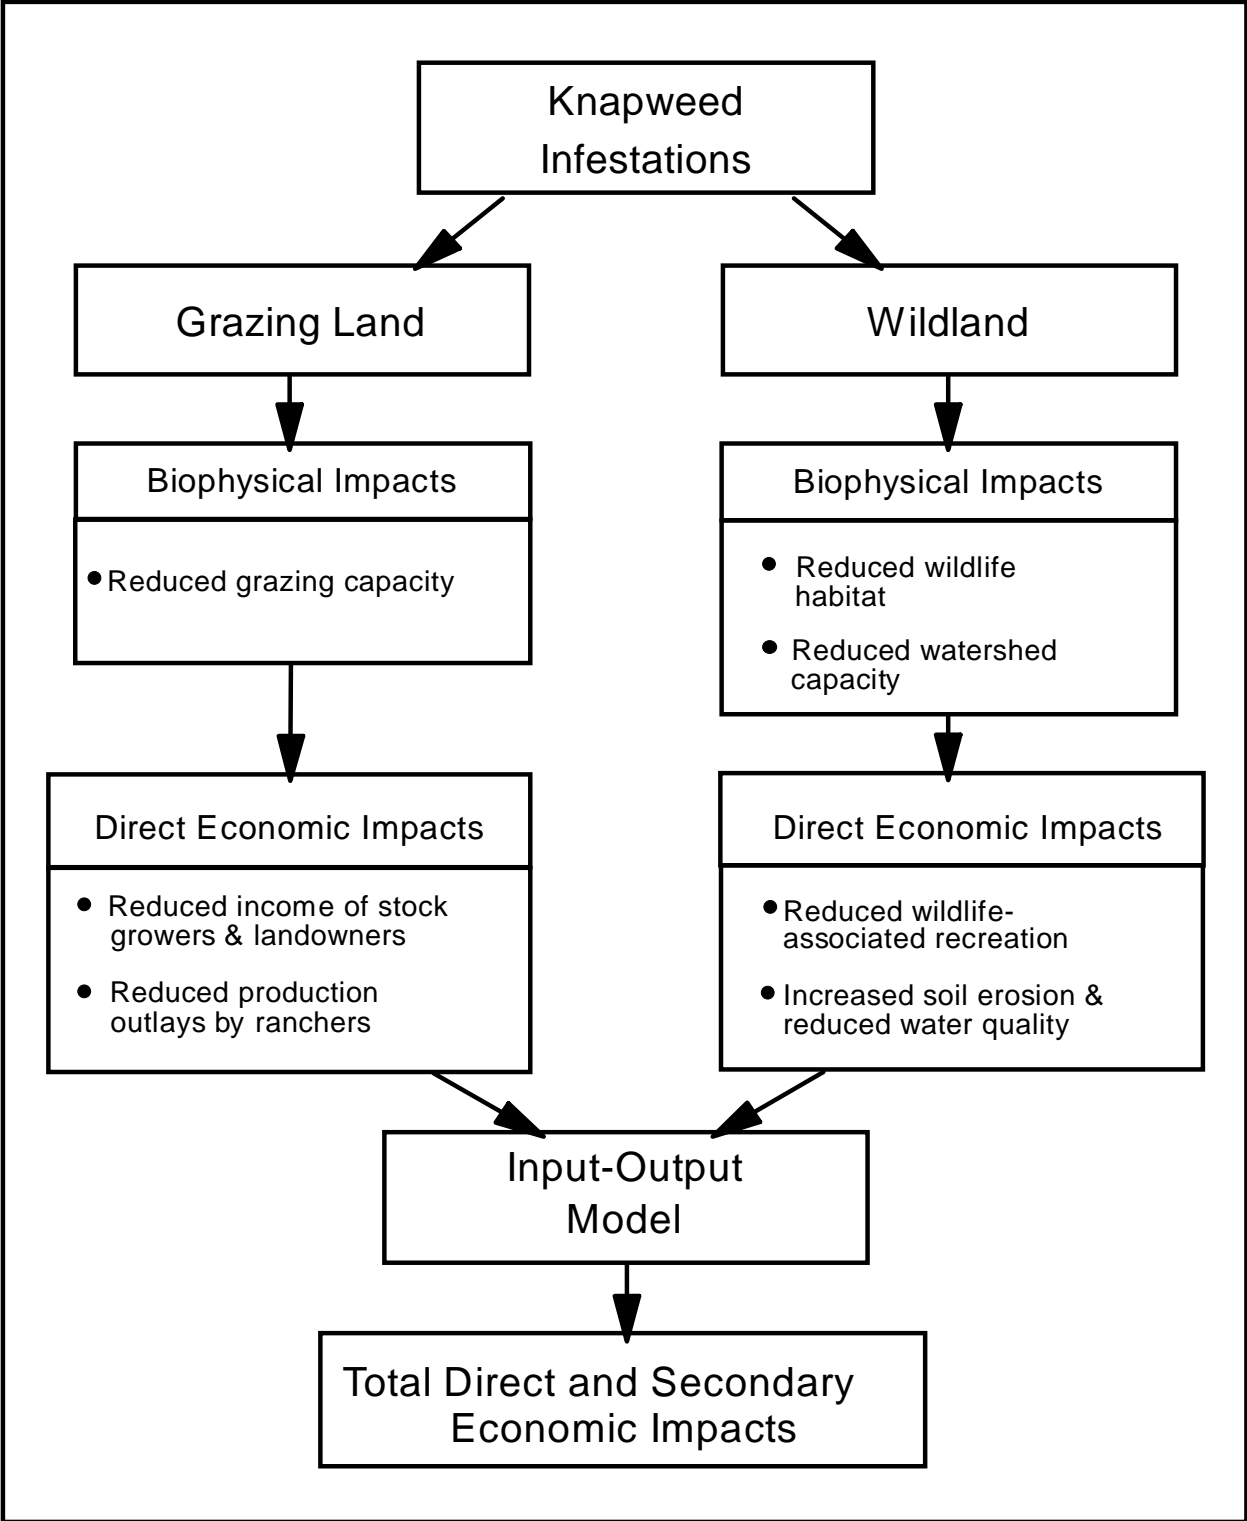 Knapweed
Infestations
Grazing Land
Wildland
Biophysical Impacts
• Reduced grazing capacity
Biophysical Impacts
• Reduced wildlife
habitat
• Reduced watershed
capacity
Direct Economic Impacts
• Reduced income of stock
growers & landowners
• Reduced production
outlays by ranchers
Direct Economic Impacts
• Reduced wildlife-
associated recreation
• Increased soil erosion &
reduced water quality
Input-Output
Model
Total Direct and Secondary
Economic Impacts